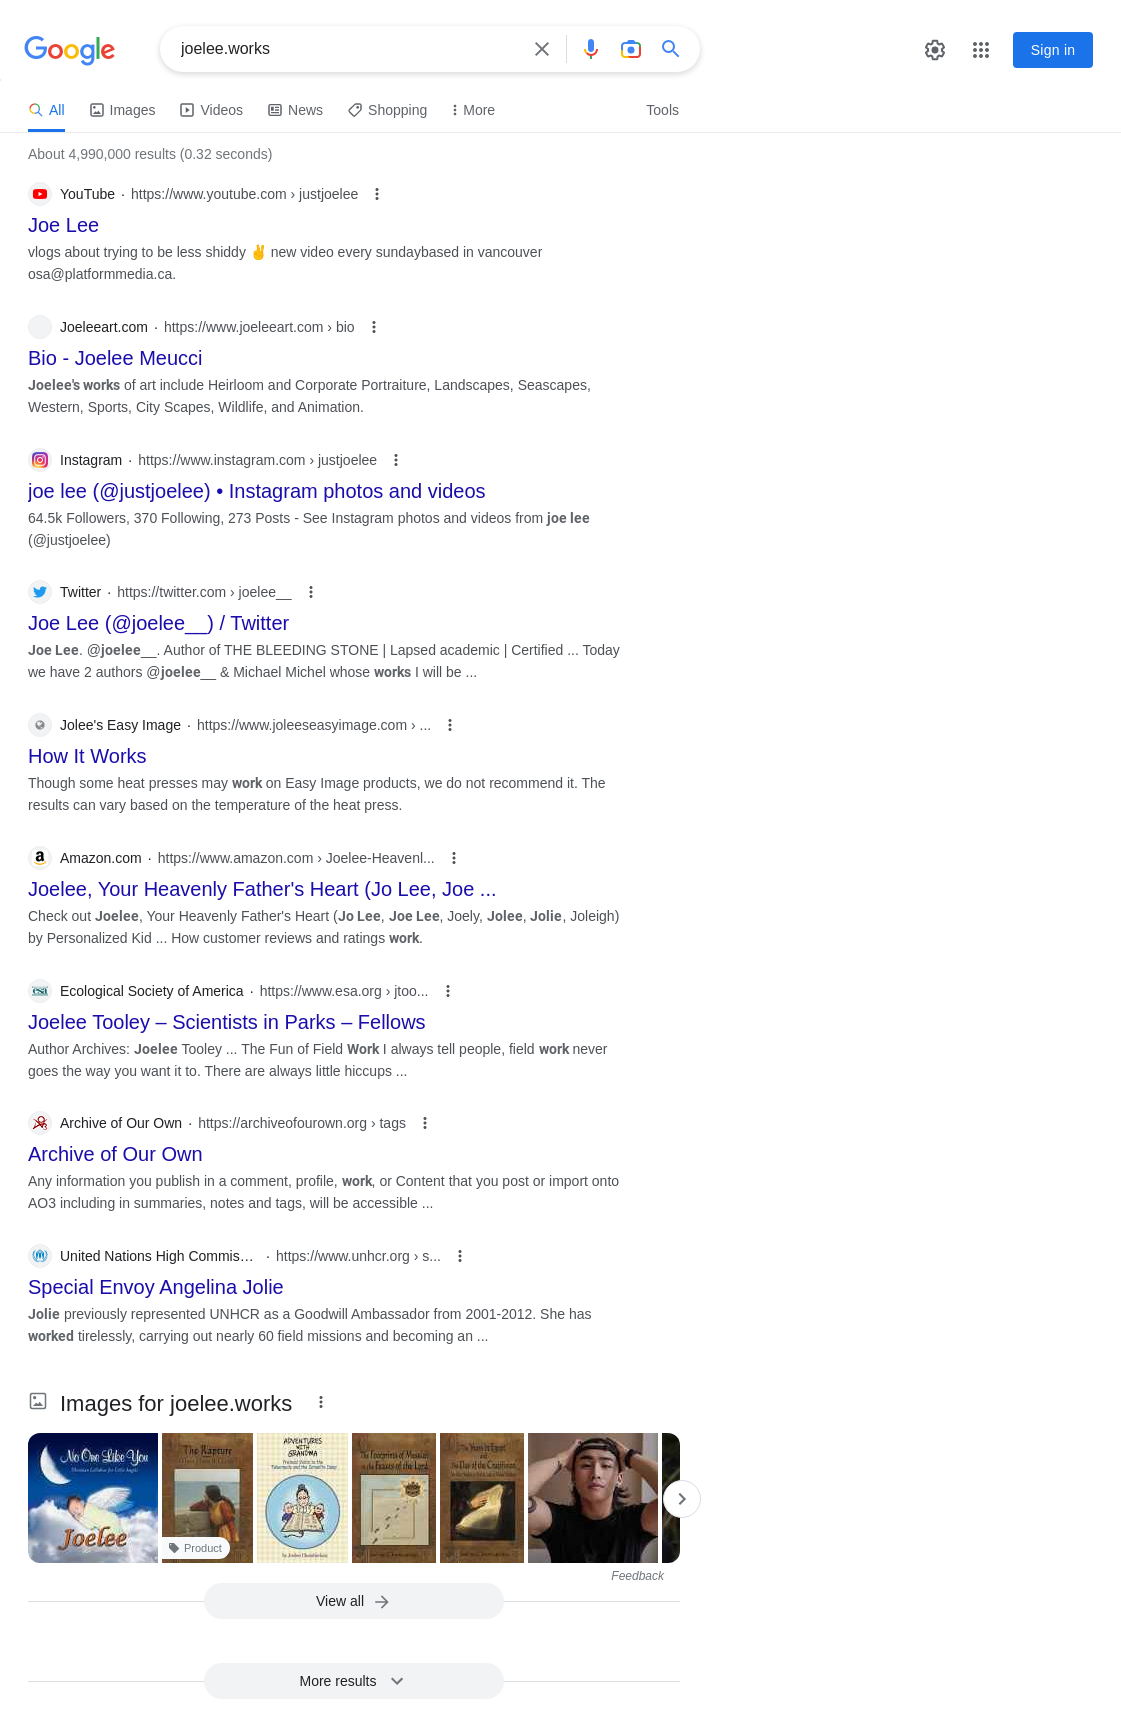 Google
joelee.works
Sign in
All
Images
Videos
News
Shopping
More
Tools
About 4,990,000 results (0.32 seconds)
YouTube · https://www.youtube.com › justjoelee
Joe Lee
vlogs about trying to be less shiddy ✌️ new video every sundaybased in vancouver
osa@platformmedia.ca.
Joeleeart.com · https://www.joeleeart.com › bio
Bio - Joelee Meucci
Joelee's works of art include Heirloom and Corporate Portraiture, Landscapes, Seascapes,
Western, Sports, City Scapes, Wildlife, and Animation.
Instagram · https://www.instagram.com › justjoelee
joe lee (@justjoelee) • Instagram photos and videos
64.5k Followers, 370 Following, 273 Posts - See Instagram photos and videos from joe lee
(@justjoelee)
Twitter · https://twitter.com › joelee__
Joe Lee (@joelee__) / Twitter
Joe Lee. @joelee__. Author of THE BLEEDING STONE | Lapsed academic | Certified ... Today
we have 2 authors @joelee__ & Michael Michel whose works I will be ...
Jolee's Easy Image · https://www.joleeseasyimage.com › ...
How It Works
Though some heat presses may work on Easy Image products, we do not recommend it. The
results can vary based on the temperature of the heat press.
a
Amazon.com · https://www.amazon.com › Joelee-Heavenl...
Joelee, Your Heavenly Father's Heart (Jo Lee, Joe ...
Check out Joelee, Your Heavenly Father's Heart (Jo Lee, Joe Lee, Joely, Jolee, Jolie, Joleigh)
by Personalized Kid ... How customer reviews and ratings work.
esa
Ecological Society of America · https://www.esa.org › jtoo...
Joelee Tooley – Scientists in Parks – Fellows
Author Archives: Joelee Tooley ... The Fun of Field Work I always tell people, field work never
goes the way you want it to. There are always little hiccups ...
Archive of Our Own · https://archiveofourown.org › tags
Archive of Our Own
Any information you publish in a comment, profile, work, or Content that you post or import onto
AO3 including in summaries, notes and tags, will be accessible ...
United Nations High Commis... · https://www.unhcr.org › s...
Special Envoy Angelina Jolie
Jolie previously represented UNHCR as a Goodwill Ambassador from 2001-2012. She has
worked tirelessly, carrying out nearly 60 field missions and becoming an ...
Images for joelee.works
No One Like You
Joelee
The Rapture
Product
ADVENTURES
WITH
GRANDMA
The Footprints of Messiah
in the Feasts of the Lord
The Years in Egypt
and
The Day of the Crucifixion
Feedback
View all
More results